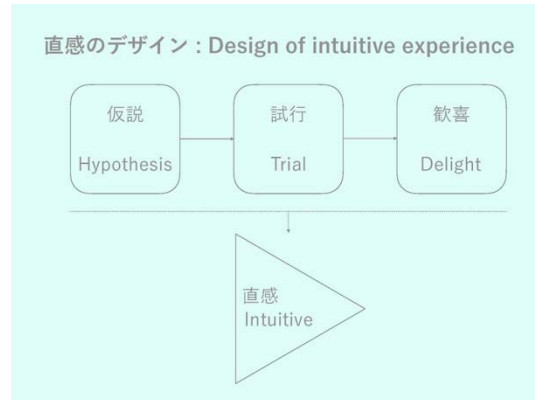 直感のデザイン : Design of intuitive experience
仮説
Hypothesis
試行
Trial
歓喜
Delight
直感
Intuitive